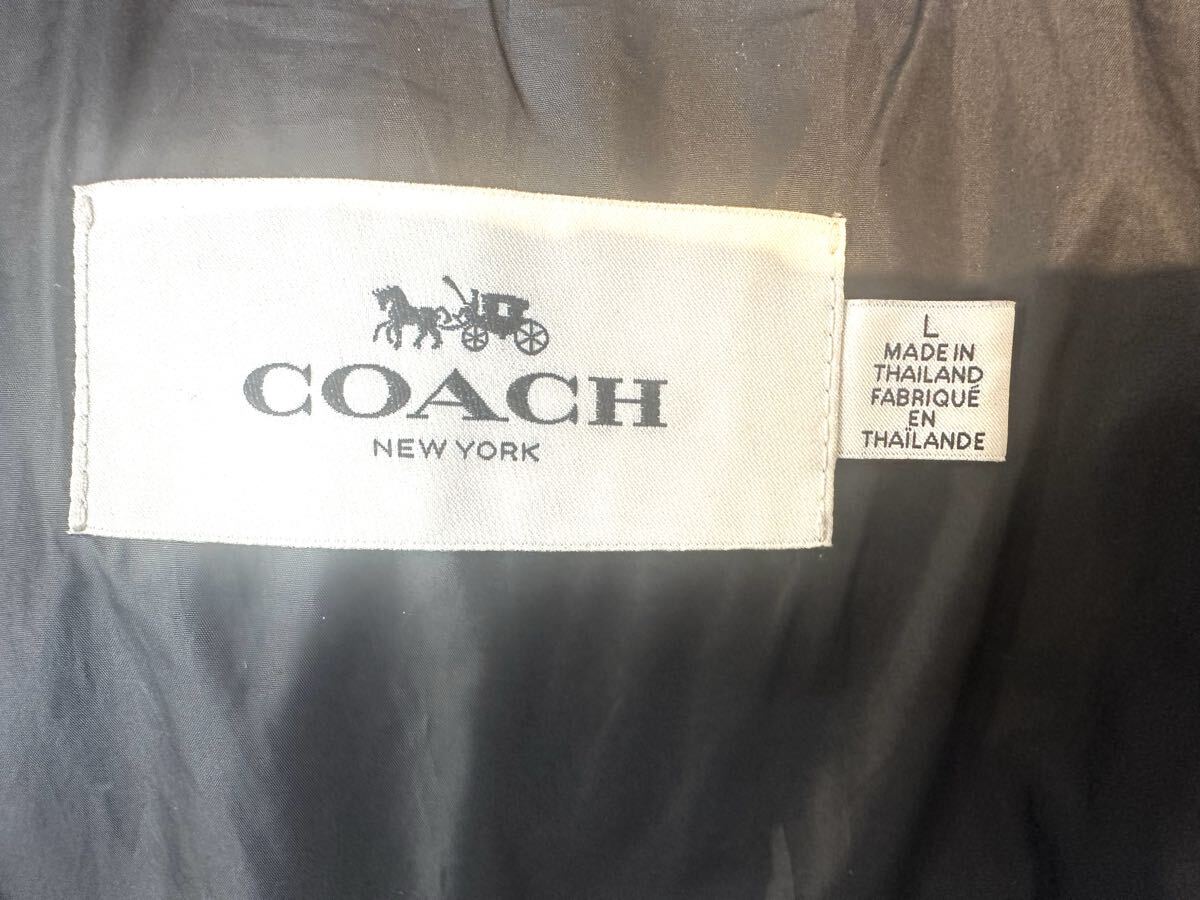 COACH
NEW YORK
L
MADE IN
THAILAND
FABRIQUÉ
EN
THAÏLANDE